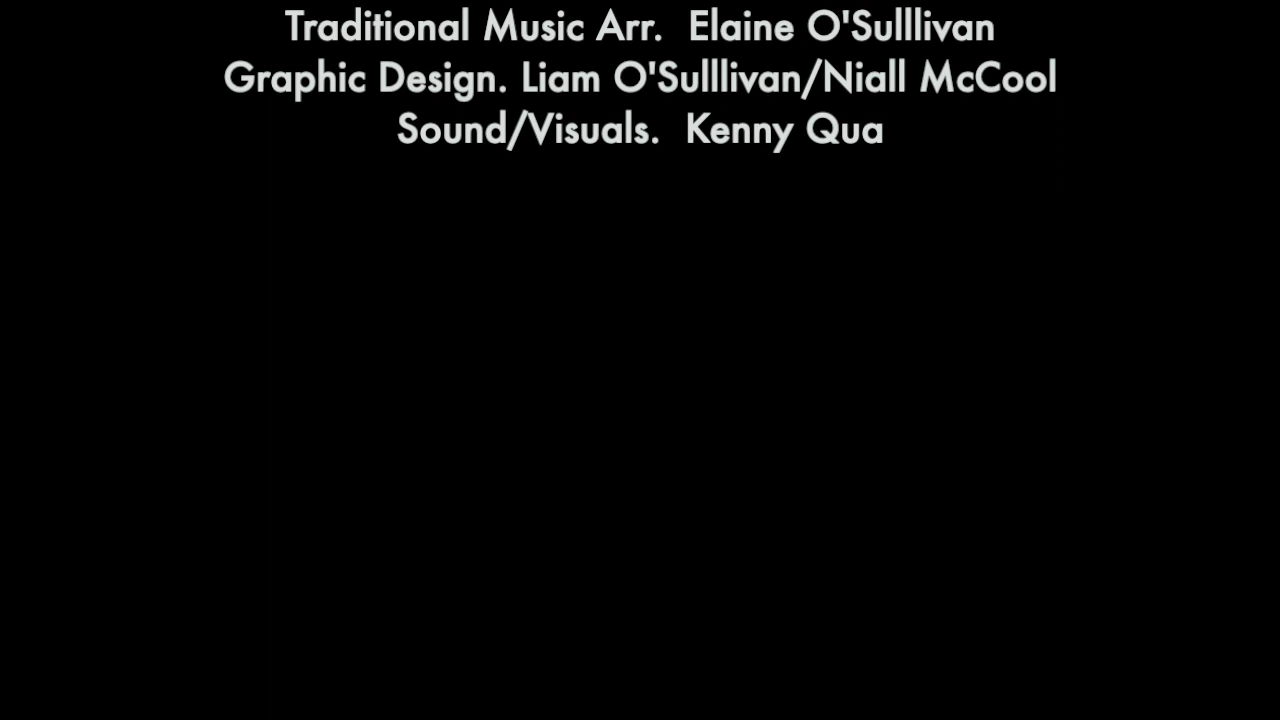 Traditional Music Arr.  Elaine O'Sulllivan
Graphic Design. Liam O'Sulllivan/Niall McCool
Sound/Visuals.  Kenny Qua